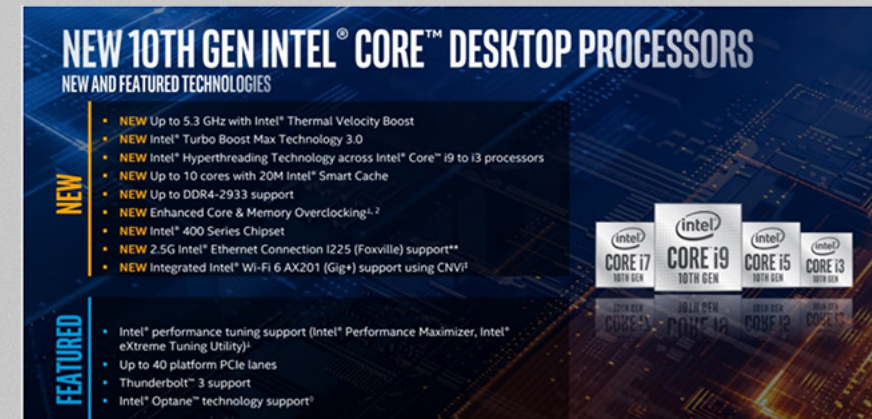 NEW 10TH GEN INTEL® CORE™ DESKTOP PROCESSORS
NEW AND FEATURED TECHNOLOGIES
NEW
▪ NEW Up to 5.3 GHz with Intel® Thermal Velocity Boost
▪ NEW Intel® Turbo Boost Max Technology 3.0
▪ NEW Intel® Hyperthreading Technology across Intel® Core™ i9 to i3 processors
▪ NEW Up to 10 cores with 20M Intel® Smart Cache
▪ NEW Up to DDR4-2933 support
▪ NEW Enhanced Core & Memory Overclocking¹˒ ²
▪ NEW Intel® 400 Series Chipset
▪ NEW 2.5G Intel® Ethernet Connection I225 (Foxville) support**
▪ NEW Integrated Intel® Wi-Fi 6 AX201 (Gig+) support using CNVi‡
intel
CORE i7
10TH GEN
intel
CORE i9
10TH GEN
intel
CORE i5
10TH GEN
intel
CORE i3
10TH GEN
FEATURED
▪ Intel® performance tuning support (Intel® Performance Maximizer, Intel®
eXtreme Tuning Utility)¹
▪ Up to 40 platform PCIe lanes
▪ Thunderbolt™ 3 support
▪ Intel® Optane™ technology support◊